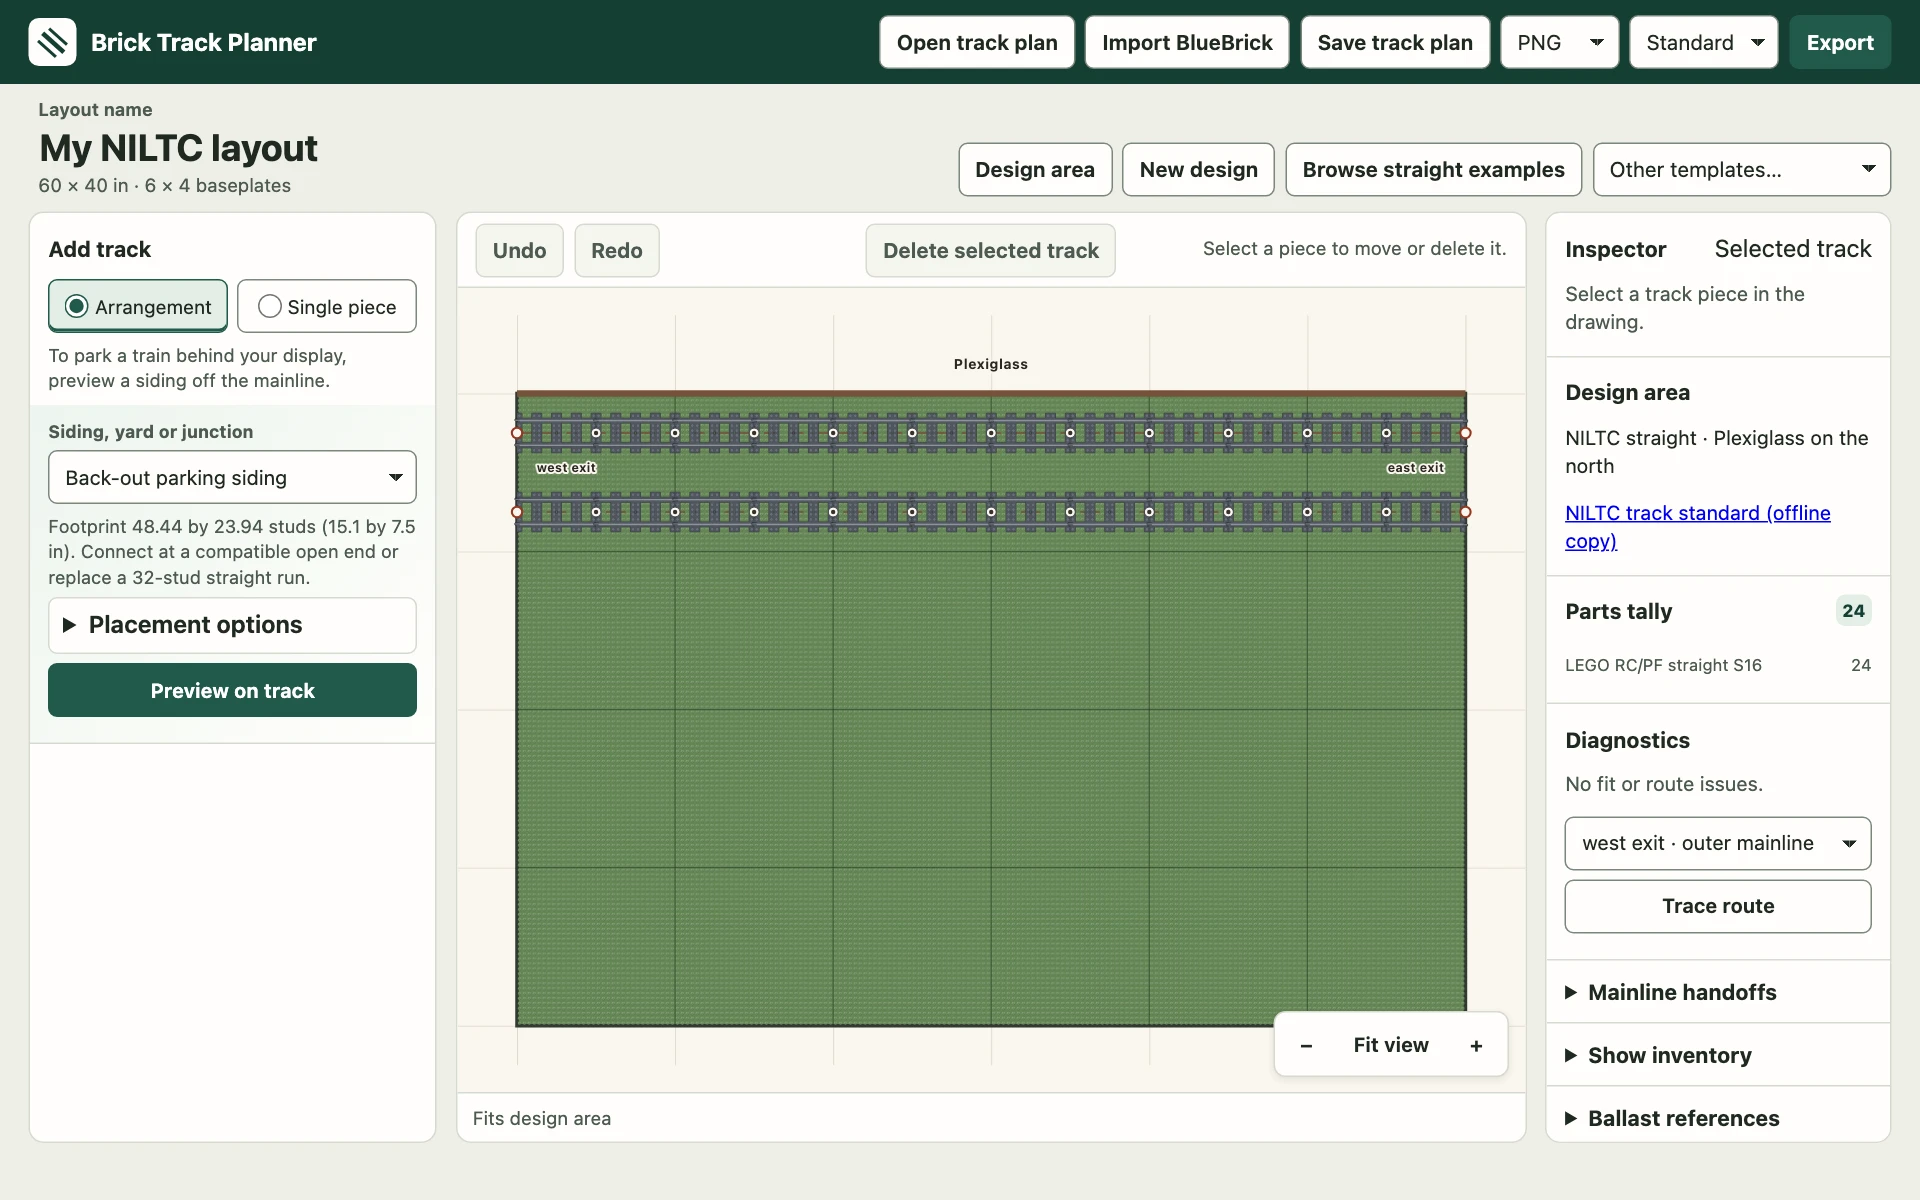 Brick Track Planner
Open track plan
Import BlueBrick
Save track plan
PNG
Standard
Export
Layout name
My NILTC layout
60 × 40 in · 6 × 4 baseplates
Design area
New design
Browse straight examples
Other templates...
Add track
Arrangement
Single piece
To park a train behind your display,
preview a siding off the mainline.
Siding, yard or junction
Back-out parking siding
Footprint 48.44 by 23.94 studs (15.1 by 7.5
in). Connect at a compatible open end or
replace a 32-stud straight run.
Placement options
Preview on track
Undo
Redo
Delete selected track
Select a piece to move or delete it.
Plexiglass
west exit
east exit
− Fit view +
Fits design area
Inspector
Selected track
Select a track piece in the
drawing.
Design area
NILTC straight · Plexiglass on the
north
NILTC track standard (offline
copy)
Parts tally
24
LEGO RC/PF straight S16
24
Diagnostics
No fit or route issues.
west exit · outer mainline
Trace route
Mainline handoffs
Show inventory
Ballast references